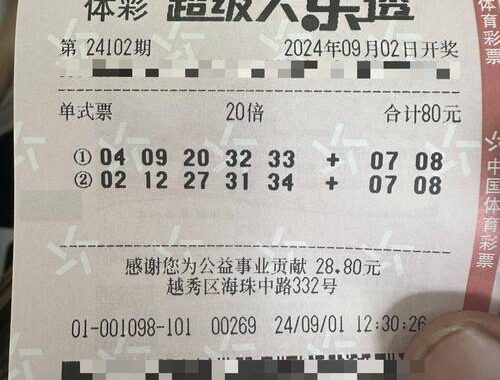 体彩 超级大乐透
第 24102期 2024年09月02日开奖
单式票 20倍 合计80元
① 04 09 20 32 33 + 07 08
② 02 12 27 31 34 + 07 08
感谢您为公益事业贡献 28.80元
越秀区海珠中路332号
01-001098-101 00269 24/09/01 12:30:26
体育彩票
中国体育彩票